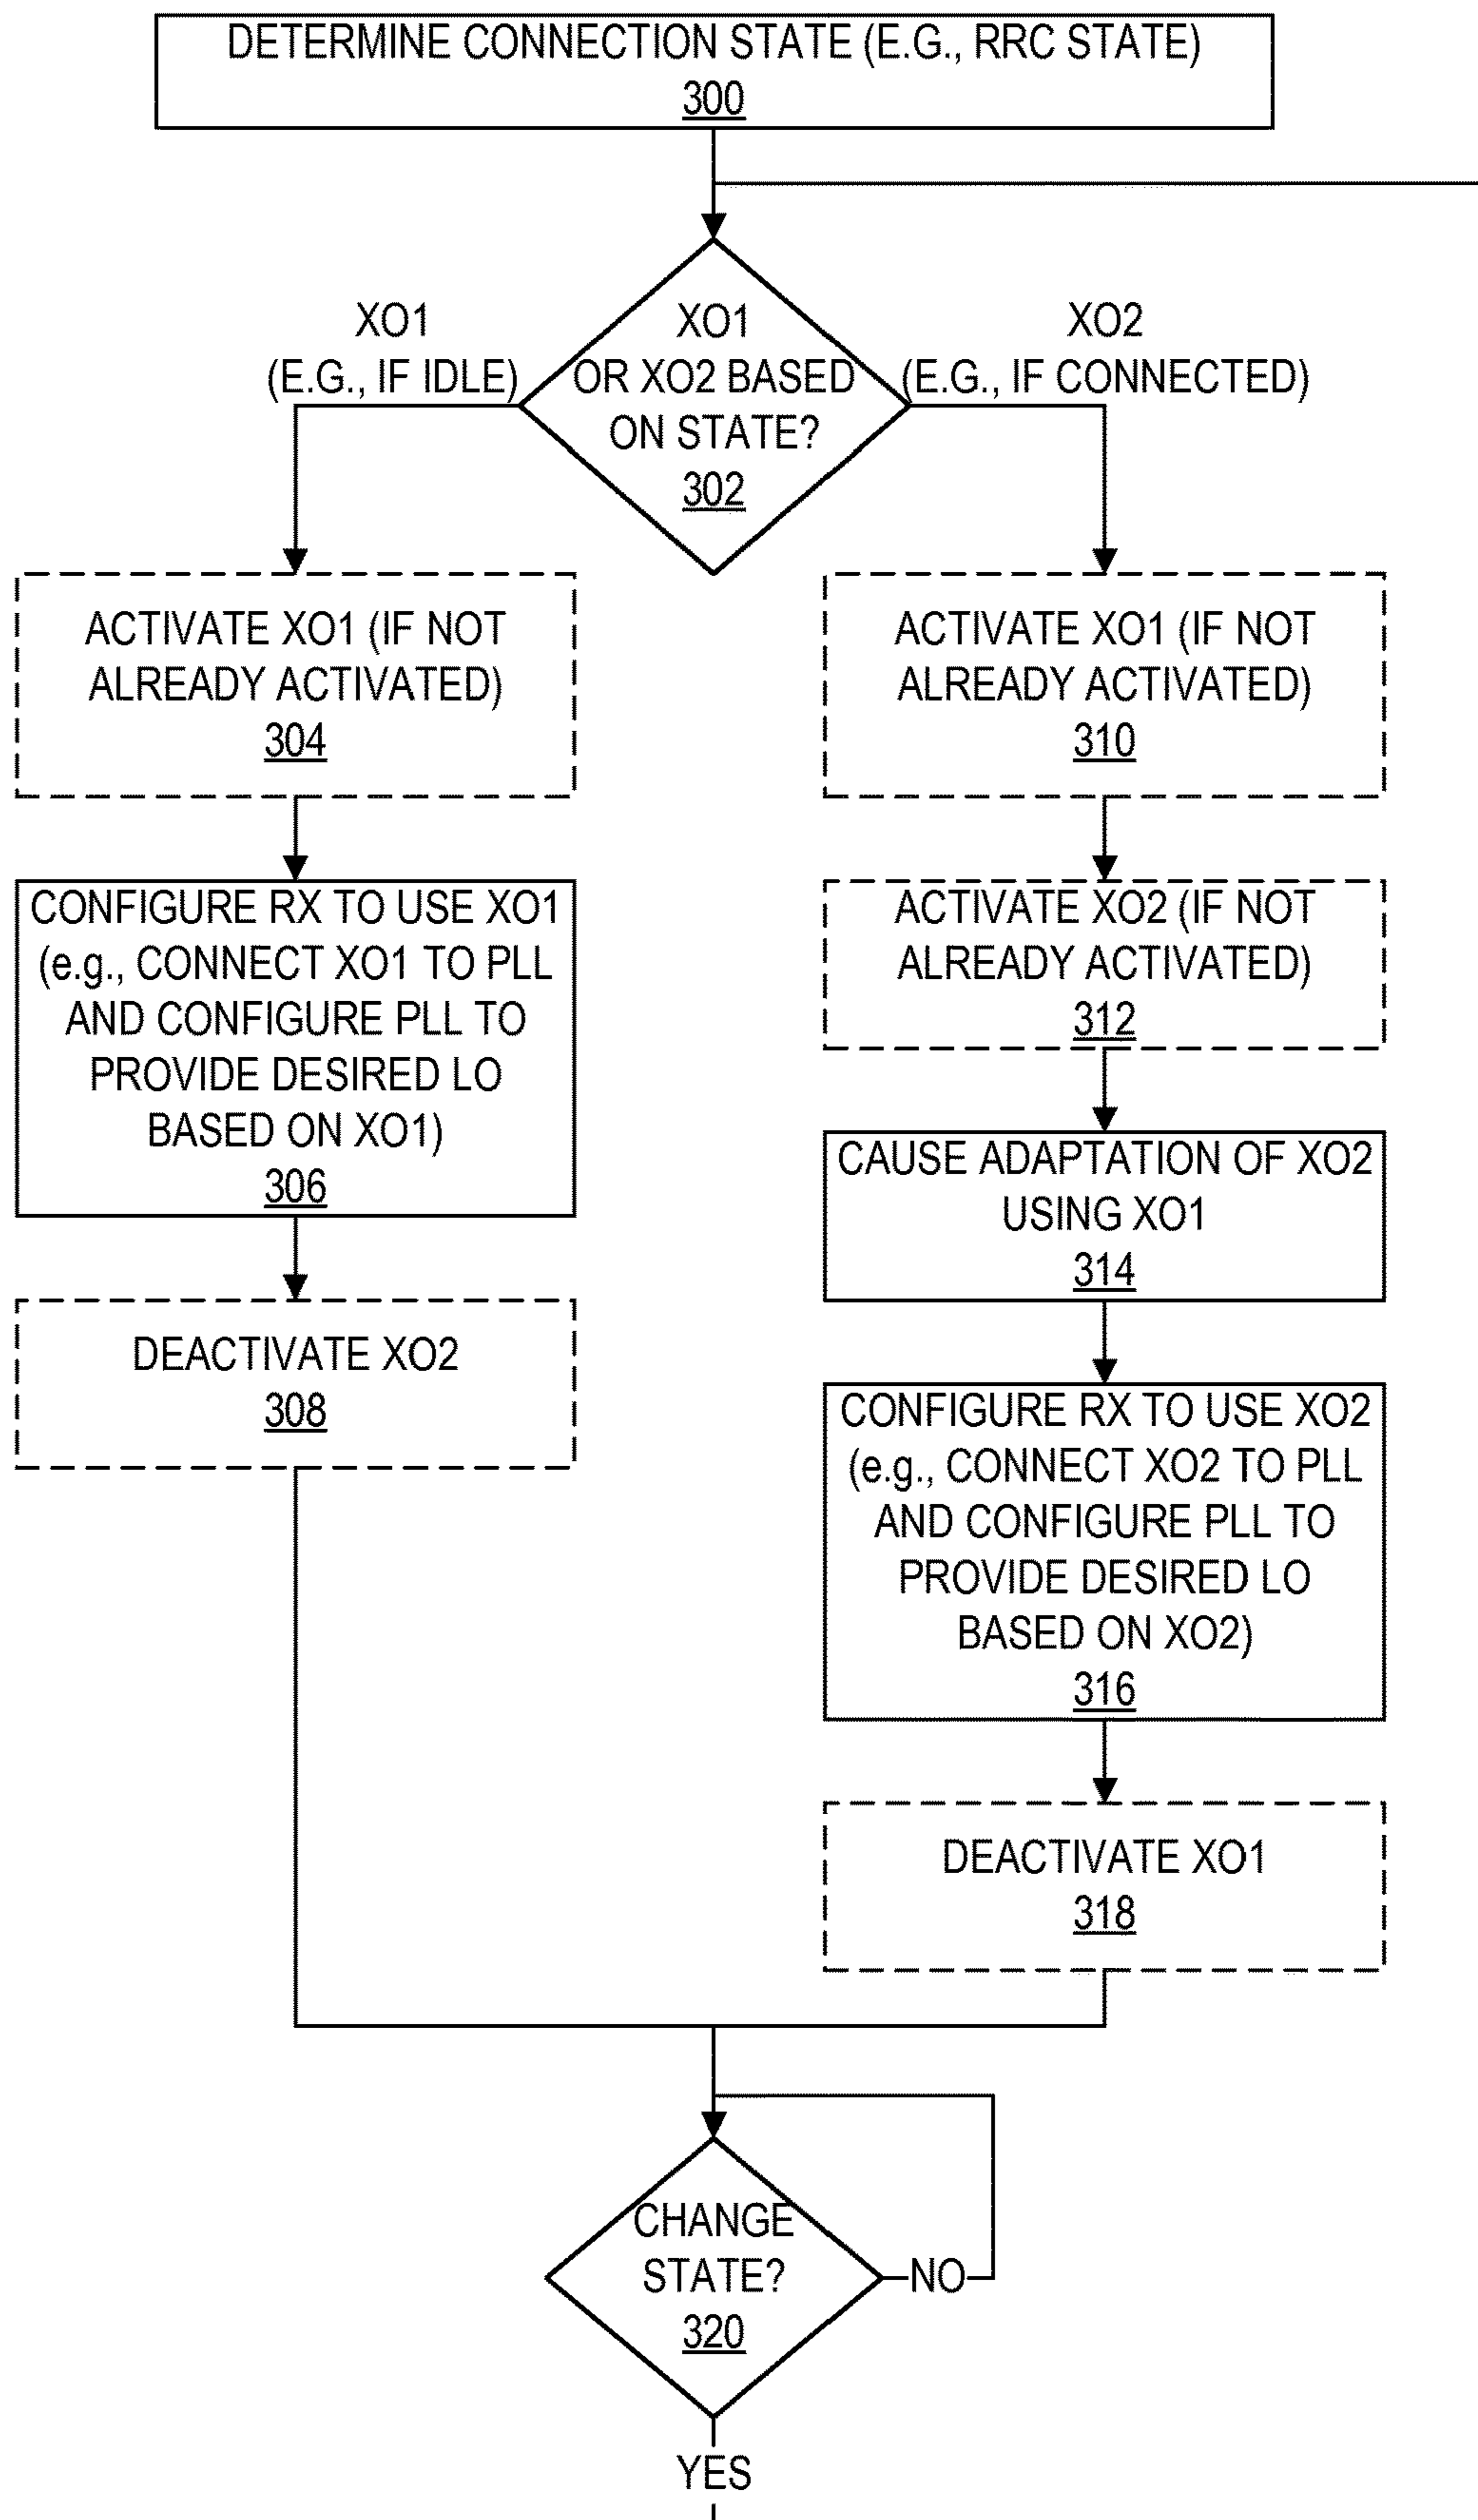 DETERMINE CONNECTION STATE (E.G., RRC STATE)
300
XO1
(E.G., IF IDLE)
XO1
OR XO2 BASED
ON STATE?
302
XO2
(E.G., IF CONNECTED)
ACTIVATE XO1 (IF NOT
ALREADY ACTIVATED)
304
CONFIGURE RX TO USE XO1
(e.g., CONNECT XO1 TO PLL
AND CONFIGURE PLL TO
PROVIDE DESIRED LO
BASED ON XO1)
306
DEACTIVATE XO2
308
ACTIVATE XO1 (IF NOT
ALREADY ACTIVATED)
310
ACTIVATE XO2 (IF NOT
ALREADY ACTIVATED)
312
CAUSE ADAPTATION OF XO2
USING XO1
314
CONFIGURE RX TO USE XO2
(e.g., CONNECT XO2 TO PLL
AND CONFIGURE PLL TO
PROVIDE DESIRED LO
BASED ON XO2)
316
DEACTIVATE XO1
318
CHANGE
STATE?
320
NO
YES